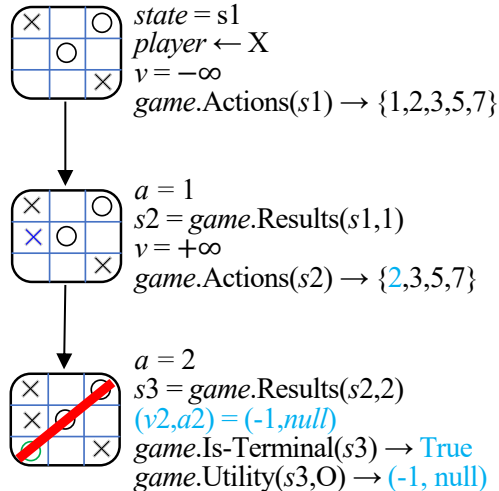 state = s1
player ← X
v = −∞
game.Actions(s1) → {1,2,3,5,7}
a = 1
s2 = game.Results(s1,1)
v = +∞
game.Actions(s2) → {2,3,5,7}
a = 2
s3 = game.Results(s2,2)
(v2,a2) = (-1,null)
game.Is-Terminal(s3) → True
game.Utility(s3,O) → (-1, null)